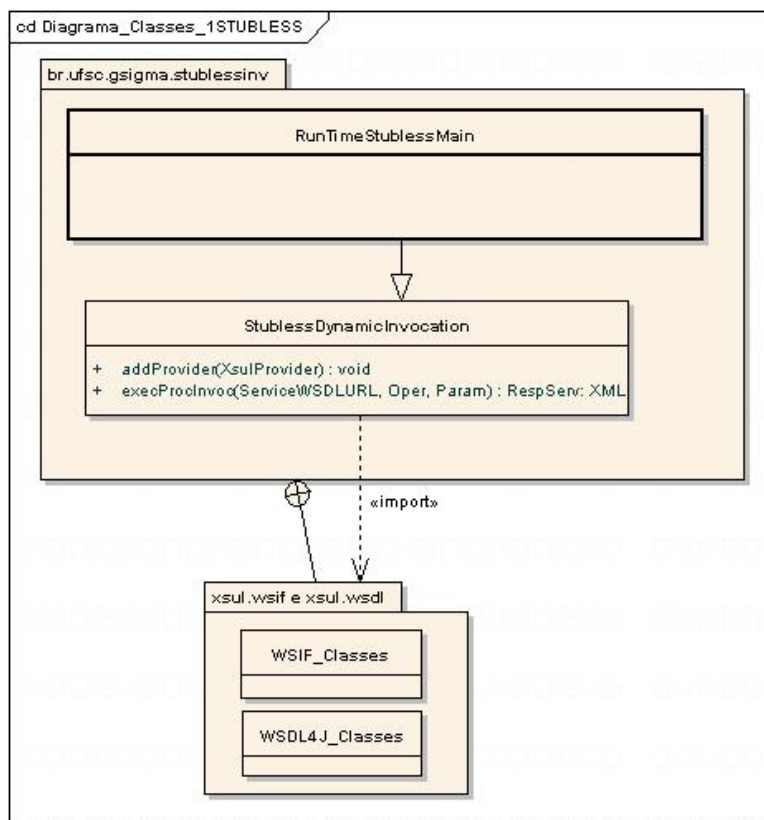 cd Diagrama_Classes_1STUBLESS
br.ufsc.gsigma.stublessinv
RunTimeStublessMain
StublessDynamicInvocation
+ addProvider(XsulProvider) : void
+ execProcInvoc(ServiceWSDLURL, Oper, Param) : RespServ: XML
«import»
xsul.wsif e xsul.wsdl
WSIF_Classes
WSDL4J_Classes